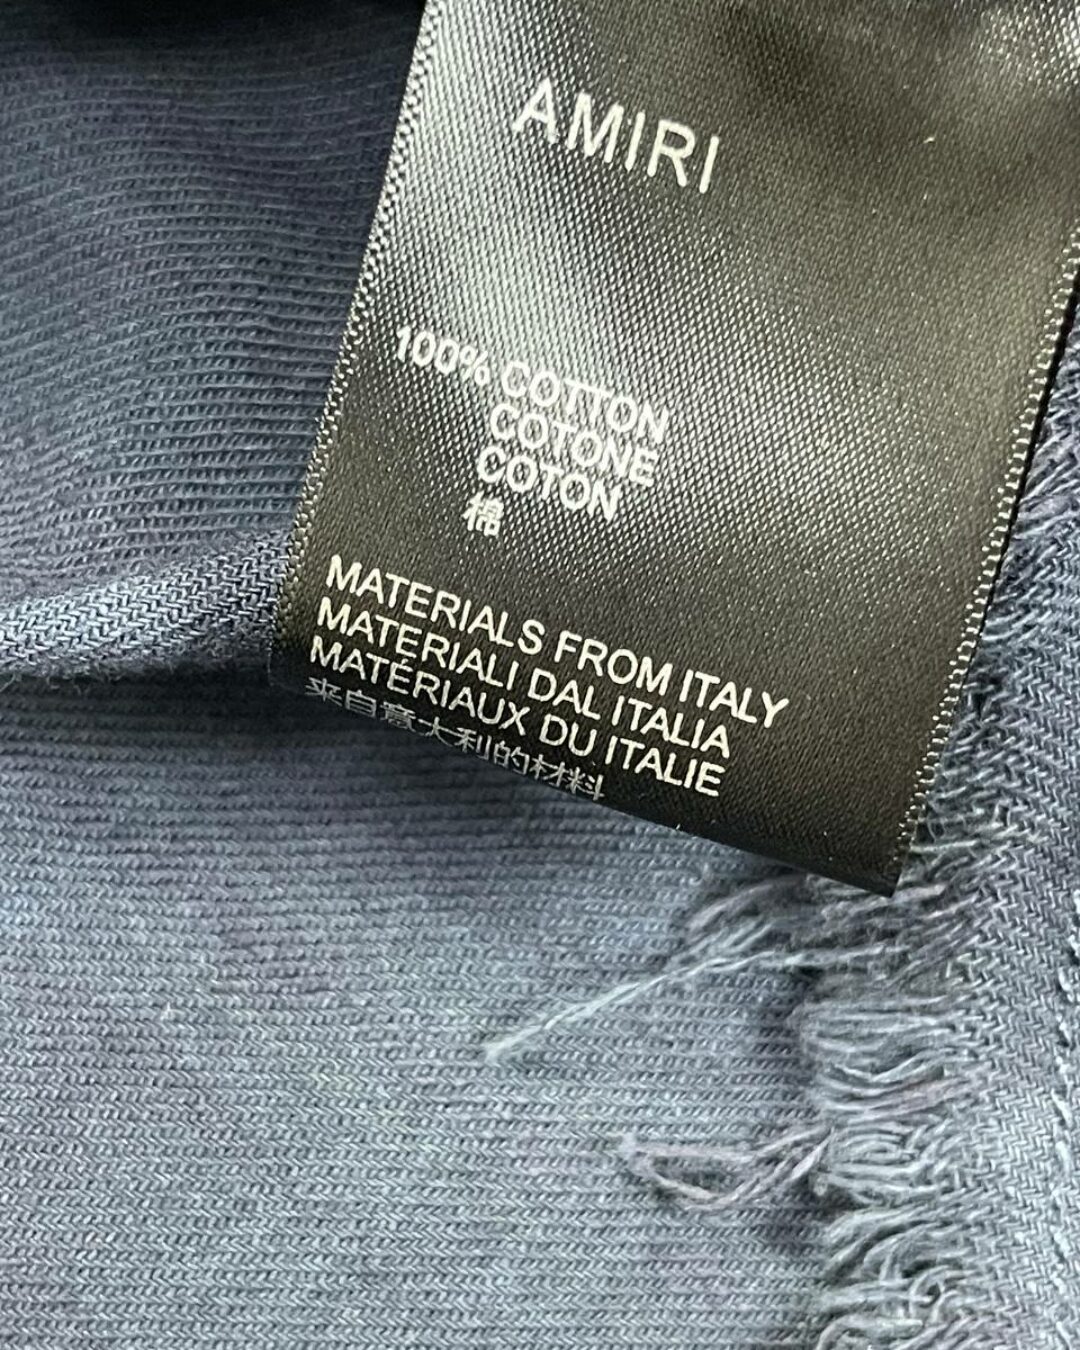 AMIRI
100% COTTON
COTONE
COTON
棉
MATERIALS FROM ITALY
MATERIALI DAL ITALIA
MATÉRIAUX DU ITALIE
来自意大利的材料